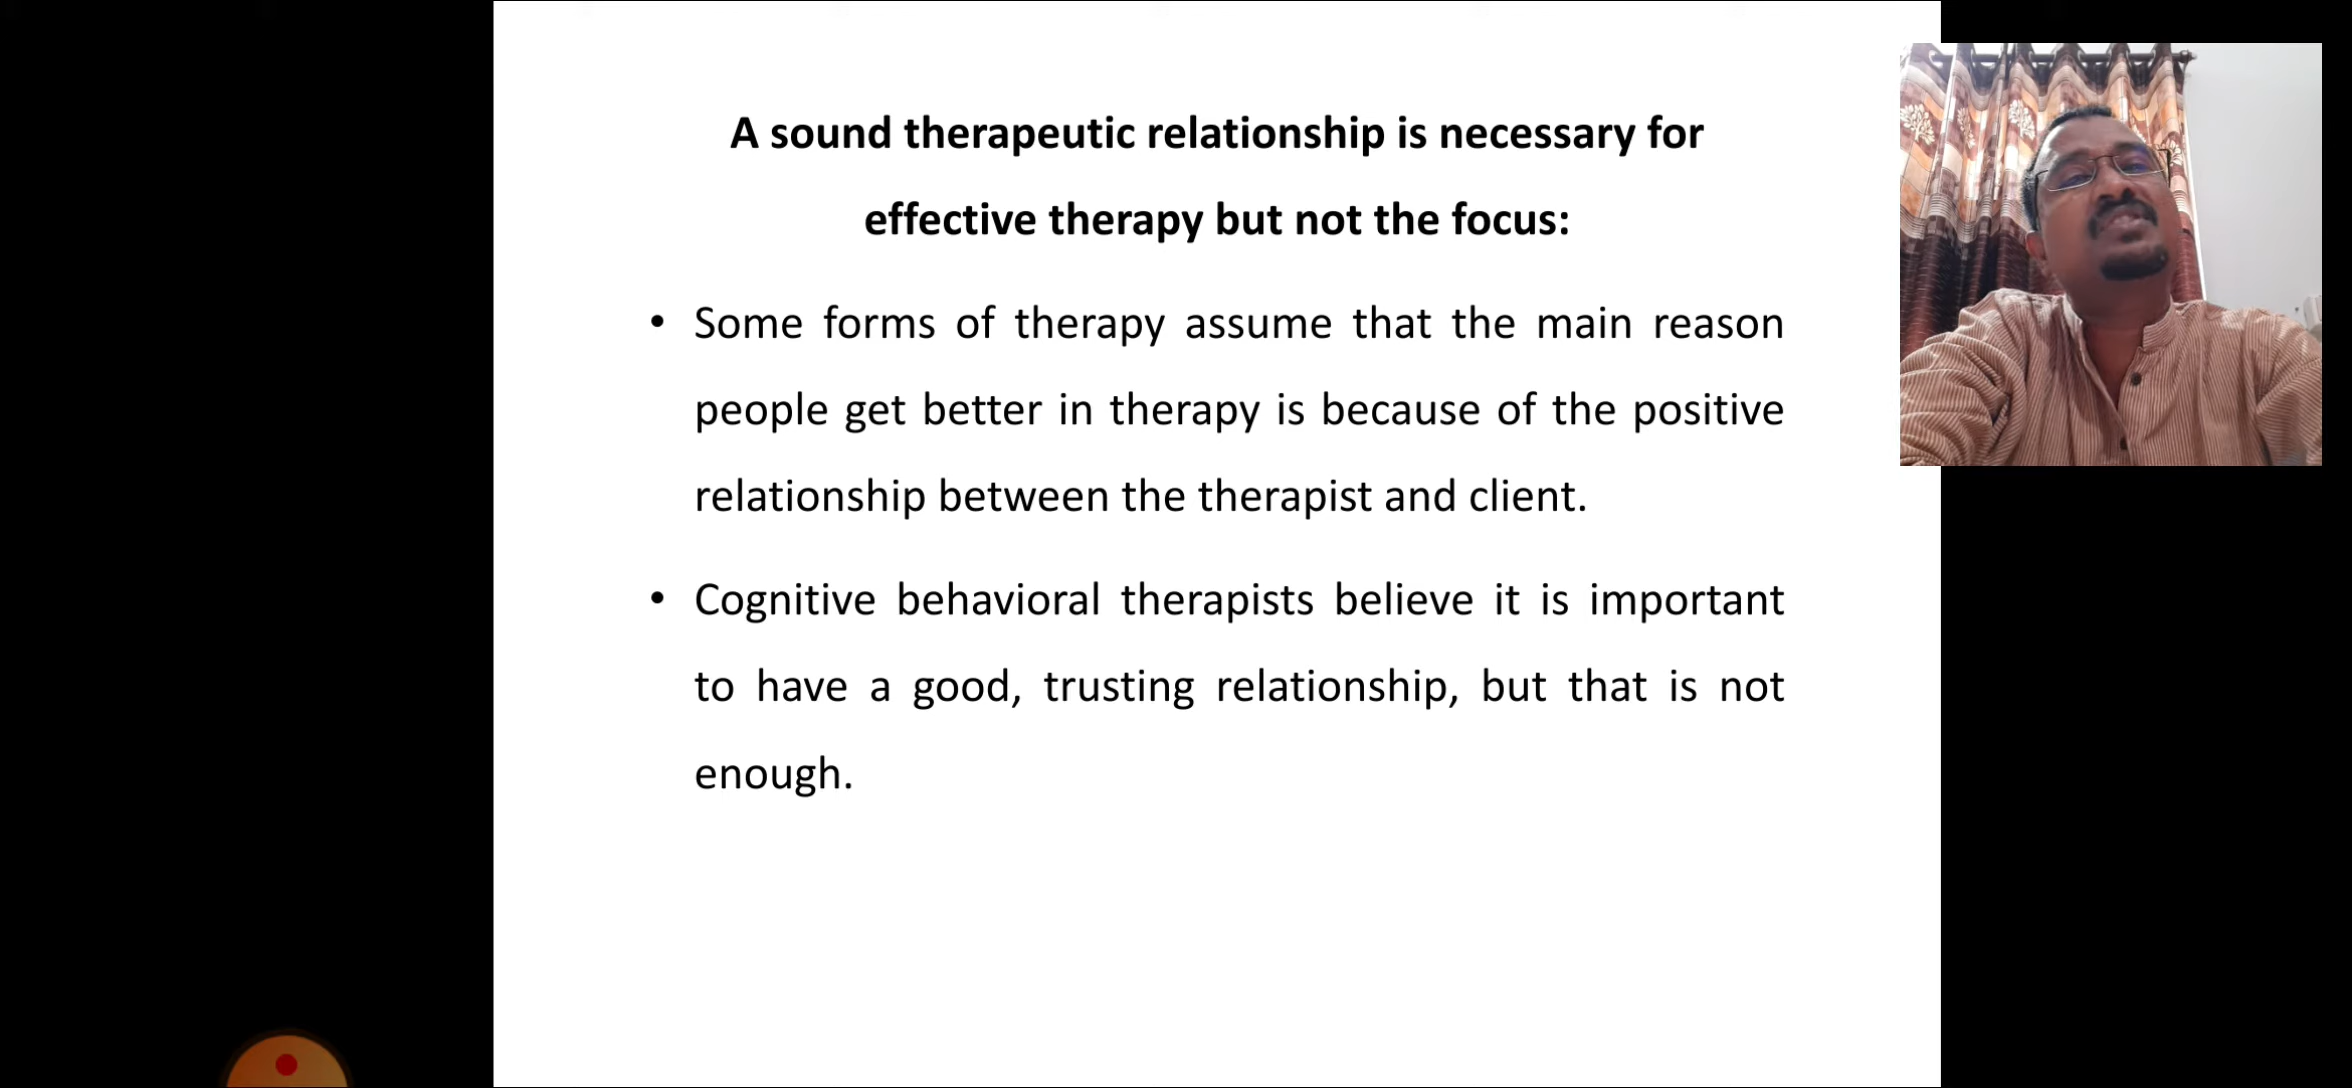 A sound therapeutic relationship is necessary for
effective therapy but not the focus:
• Some forms of therapy assume that the main reason
people get better in therapy is because of the positive
relationship between the therapist and client.
• Cognitive behavioral therapists believe it is important
to have a good, trusting relationship, but that is not
enough.